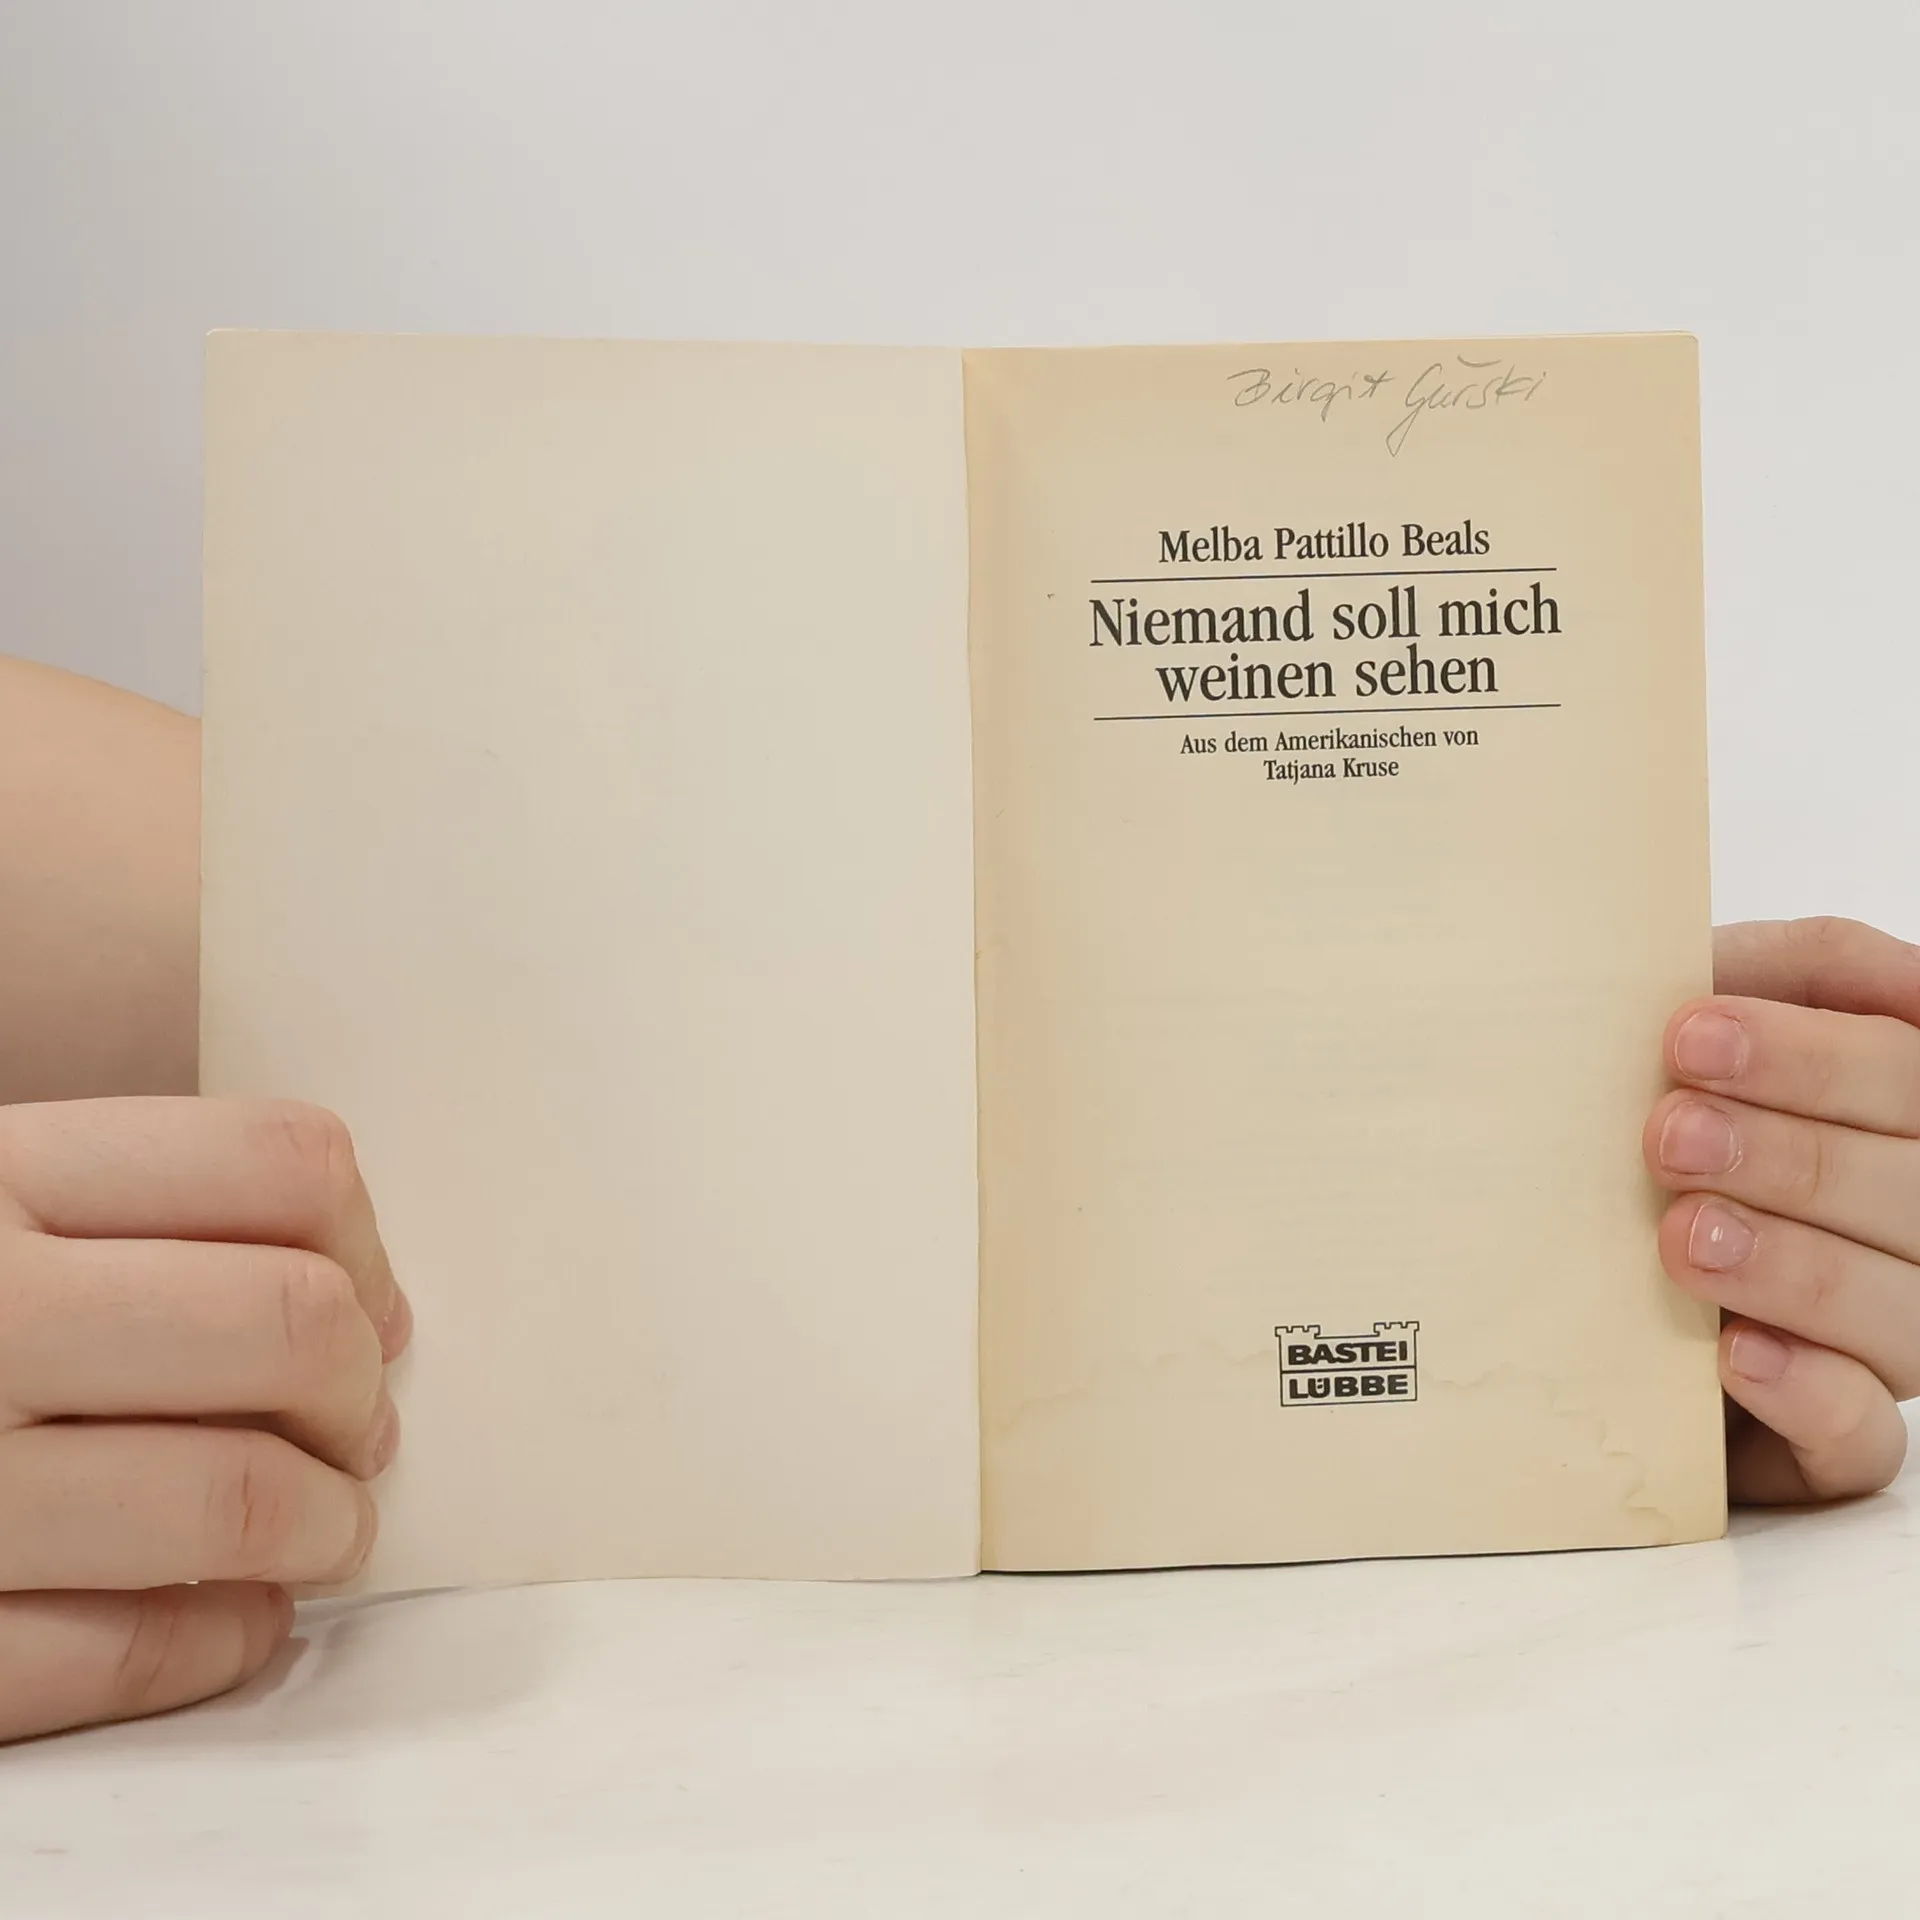 Birgit Gurski
Melba Pattillo Beals
Niemand soll mich
weinen sehen
Aus dem Amerikanischen von
Tatjana Kruse
BASTEI
LÜBBE